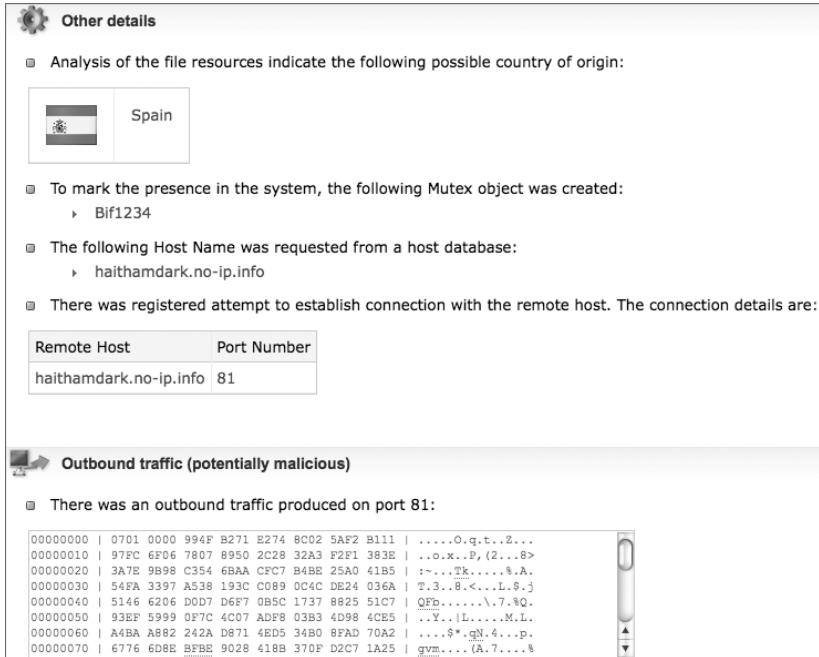 Other details
Analysis of the file resources indicate the following possible country of origin:
Spain
To mark the presence in the system, the following Mutex object was created:
Bif1234
The following Host Name was requested from a host database:
haithamdark.no-ip.info
There was registered attempt to establish connection with the remote host. The connection details are:
Remote Host Port Number
haithamdark.no-ip.info 81
Outbound traffic (potentially malicious)
There was an outbound traffic produced on port 81:
00000000 | 0701 0000 994F B271 E274 8C02 5AF2 B111 | .....O.q.t..Z...
00000010 | 97FC 6F06 7807 8950 2C28 32A3 F2F1 383E | ..o.x..P,(2...8>
00000020 | 3A7E 9B98 C354 6BAA CFC7 B4BE 25A0 41B5 | :~...Tk.....%.A.
00000030 | 54FA 3397 A538 193C C089 0C4C DE24 036A | T.3..8.<...L.$.j
00000040 | 5146 6206 D0D7 D6F7 0B5C 1737 8825 51C7 | QFb......\.7.%Q.
00000050 | 93EF 5999 0F7C 4C07 ADF8 03B3 4D98 4CE5 | ..Y..|L.....M.L.
00000060 | A4BA A882 242A D871 4ED5 34B0 8FAD 70A2 | ....$*.qN.4...p.
00000070 | 6776 6D8E BFBE 9028 418B 370F D2C7 1A25 | gvm....(A.7....%